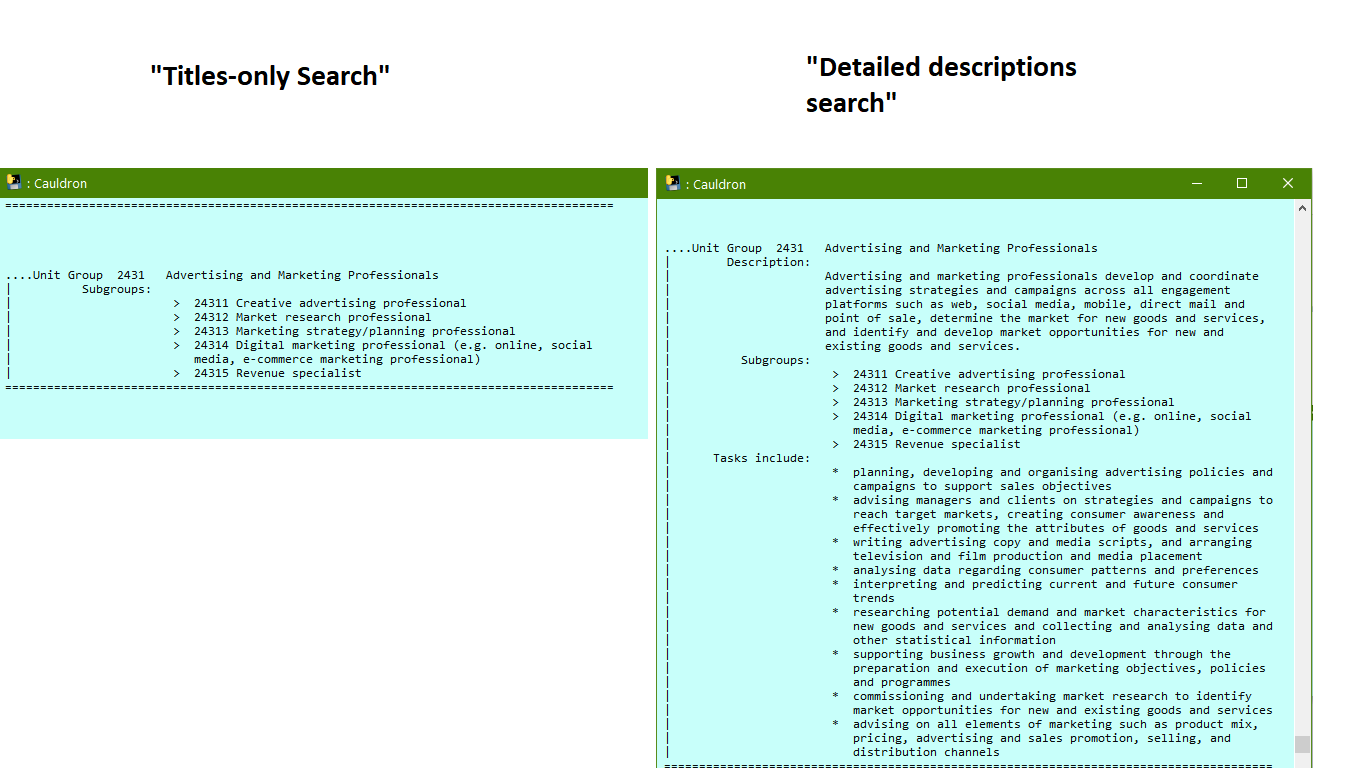 "Titles-only Search"
"Detailed descriptions
search"
: Cauldron
=======================================================================================
....Unit Group  2431   Advertising and Marketing Professionals
|          Subgroups:
|                       >  24311 Creative advertising professional
|                       >  24312 Market research professional
|                       >  24313 Marketing strategy/planning professional
|                       >  24314 Digital marketing professional (e.g. online, social
|                          media, e-commerce marketing professional)
|                       >  24315 Revenue specialist
=======================================================================================
: Cauldron
....Unit Group  2431   Advertising and Marketing Professionals
|        Description:
|                      Advertising and marketing professionals develop and coordinate
|                      advertising strategies and campaigns across all engagement
|                      platforms such as web, social media, mobile, direct mail and
|                      point of sale, determine the market for new goods and services,
|                      and identify and develop market opportunities for new and
|                      existing goods and services.
|          Subgroups:
|                       >  24311 Creative advertising professional
|                       >  24312 Market research professional
|                       >  24313 Marketing strategy/planning professional
|                       >  24314 Digital marketing professional (e.g. online, social
|                          media, e-commerce marketing professional)
|                       >  24315 Revenue specialist
|      Tasks include:
|                       *  planning, developing and organising advertising policies and
|                          campaigns to support sales objectives
|                       *  advising managers and clients on strategies and campaigns to
|                          reach target markets, creating consumer awareness and
|                          effectively promoting the attributes of goods and services
|                       *  writing advertising copy and media scripts, and arranging
|                          television and film production and media placement
|                       *  analysing data regarding consumer patterns and preferences
|                       *  interpreting and predicting current and future consumer
|                          trends
|                       *  researching potential demand and market characteristics for
|                          new goods and services and collecting and analysing data and
|                          other statistical information
|                       *  supporting business growth and development through the
|                          preparation and execution of marketing objectives, policies
|                          and programmes
|                       *  commissioning and undertaking market research to identify
|                          market opportunities for new and existing goods and services
|                       *  advising on all elements of marketing such as product mix,
|                          pricing, advertising and sales promotion, selling, and
|                          distribution channels
=======================================================================================